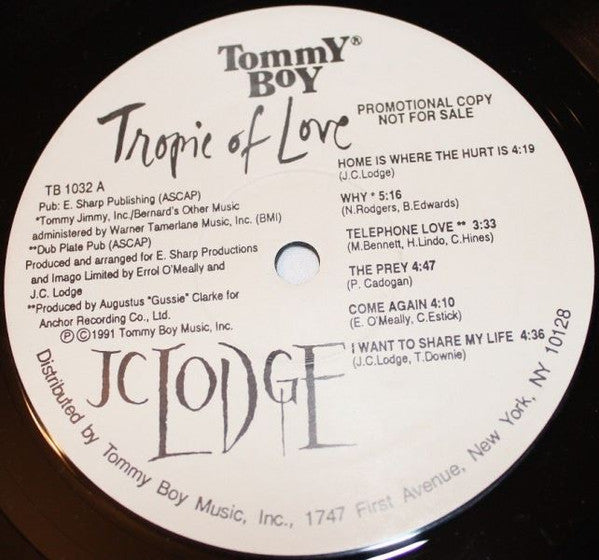 TOMMY®
BOY
Tropic of Love
PROMOTIONAL COPY
NOT FOR SALE
TB 1032 A
Pub: E. Sharp Publishing (ASCAP)
*Tommy Jimmy, Inc./Bernard's Other Music
administered by Warner Tamerlane Music, Inc. (BMI)
**Dub Plate Pub (ASCAP)
Produced and arranged for E. Sharp Productions
and Imago Limited by Errol O'Meally and
J.C. Lodge
**Produced by Augustus "Gussie" Clarke for
Anchor Recording Co., Ltd.
Ⓟ©1991 Tommy Boy Music, Inc.
HOME IS WHERE THE HURT IS 4:19
(J.C.Lodge)
WHY * 5:16
(N.Rodgers, B.Edwards)
TELEPHONE LOVE ** 3:33
(M.Bennett, H.Lindo, C.Hines)
THE PREY 4:47
(P. Cadogan)
COME AGAIN 4:10
(E. O'Meally, C.Estick)
I WANT TO SHARE MY LIFE 4:36
(J.C.Lodge, T.Downie)
JC LODGE
Distributed by Tommy Boy Music, Inc., 1747 First Avenue, New York, NY 10128